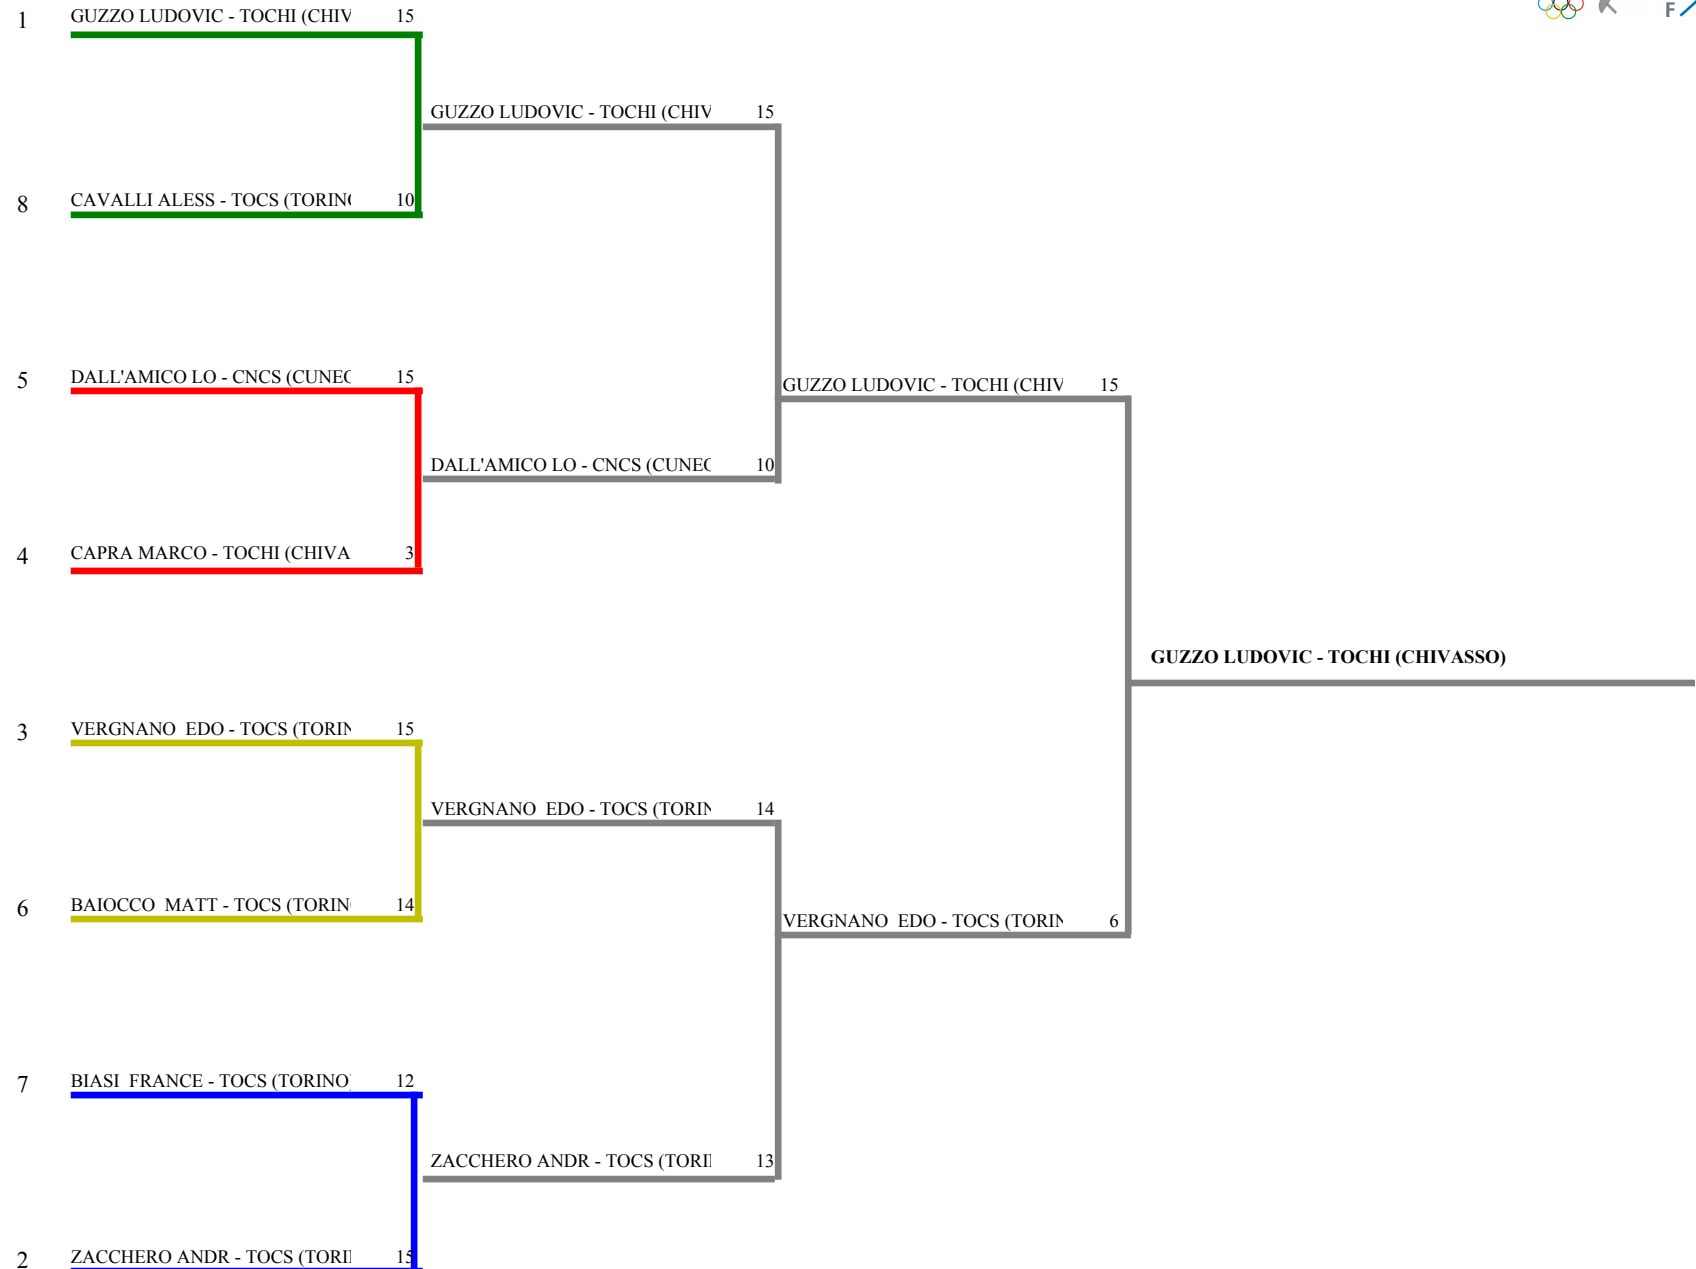 1 GUZZO LUDOVIC - TOCHI (CHIV 15
F
GUZZO LUDOVIC - TOCHI (CHIV 15
8 CAVALLI ALESS - TOCS (TORIN 10
5 DALL'AMICO LO - CNCS (CUNEO 15
GUZZO LUDOVIC - TOCHI (CHIV 15
DALL'AMICO LO - CNCS (CUNEO 10
4 CAPRA MARCO - TOCHI (CHIVA 3
GUZZO LUDOVIC - TOCHI (CHIVASSO)
3 VERGNANO EDO - TOCS (TORIN 15
VERGNANO EDO - TOCS (TORIN 14
6 BAIOCCO MATT - TOCS (TORIN 14
VERGNANO EDO - TOCS (TORIN 6
7 BIASI FRANCE - TOCS (TORINO) 12
ZACCHERO ANDR - TOCS (TORI 13
2 ZACCHERO ANDR - TOCS (TORI 15